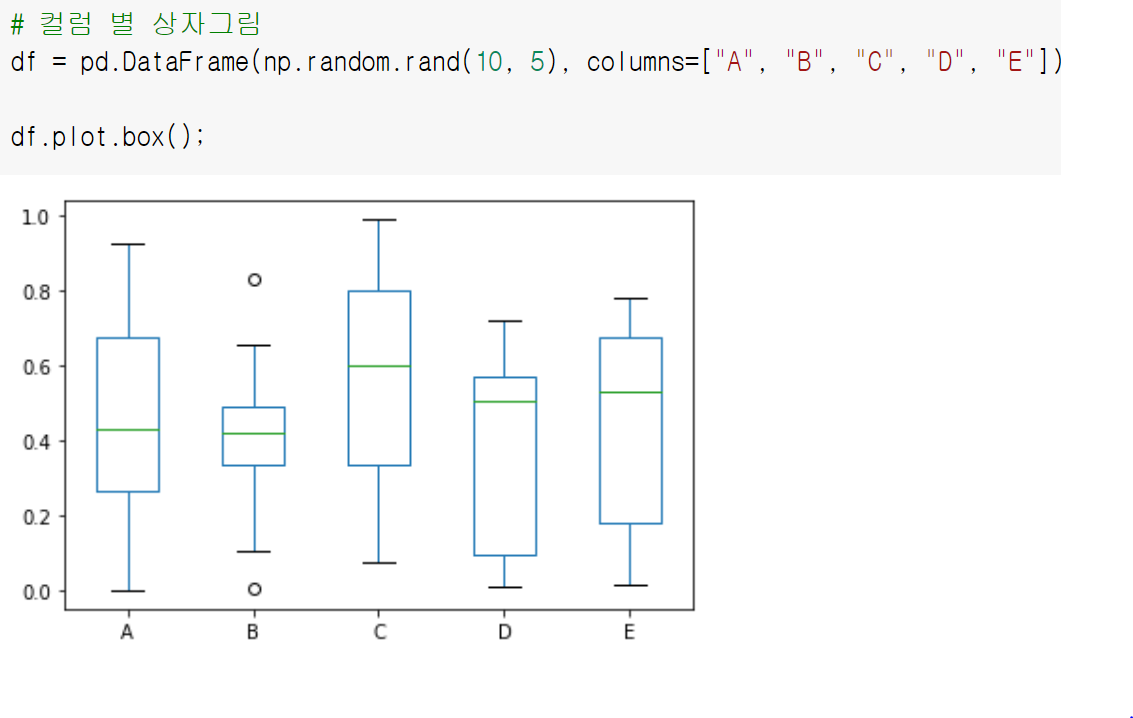 # 컬럼 별 상자그림
df = pd.DataFrame(np.random.rand(10, 5), columns=["A", "B", "C", "D", "E"])
df.plot.box();
1.0
0.8
0.6
0.4
0.2
0.0
A B C D E